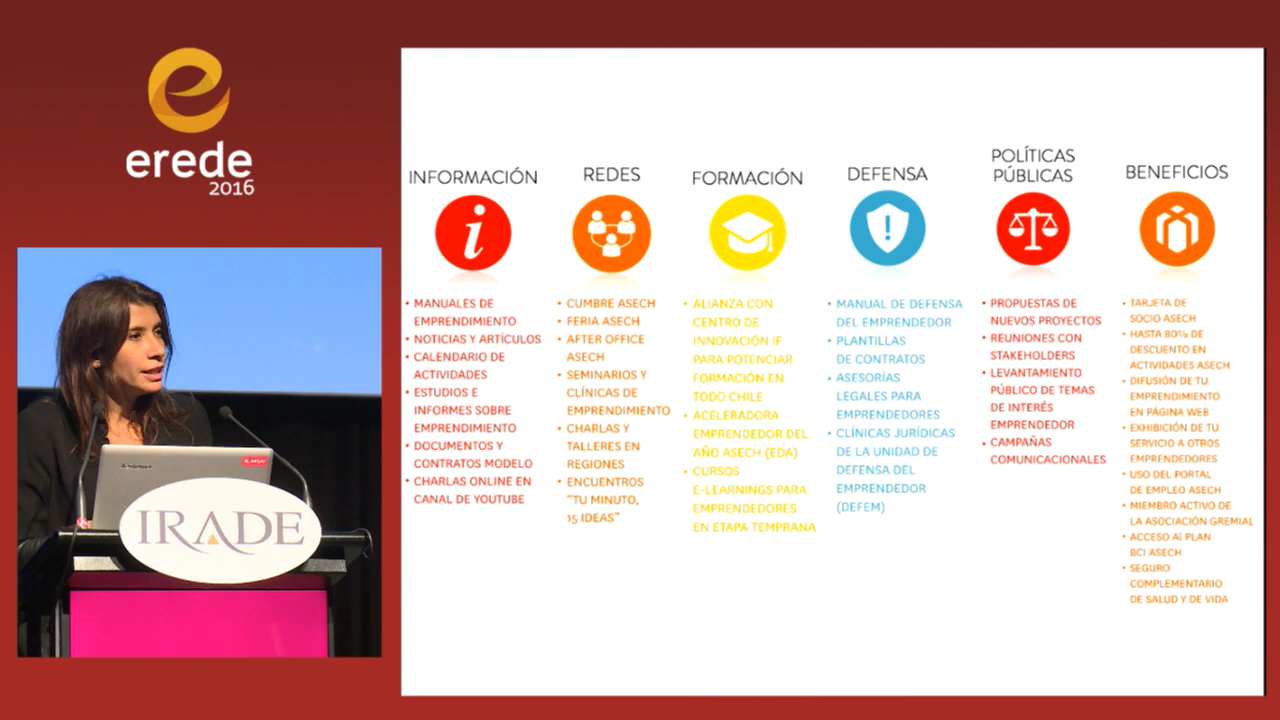 erede
2016
IRADE
INFORMACIÓN
• MANUALES DE
EMPRENDIMIENTO
• NOTICIAS Y ARTÍCULOS
• CALENDARIO DE
ACTIVIDADES
• ESTUDIOS E
INFORMES SOBRE
EMPRENDIMIENTO
• DOCUMENTOS Y
CONTRATOS MODELO
• CHARLAS ONLINE EN
CANAL DE YOUTUBE
REDES
• CUMBRE ASECH
• FERIA ASECH
• AFTER OFFICE
ASECH
• SEMINARIOS Y
CLÍNICAS DE
EMPRENDIMIENTO
• CHARLAS Y
TALLERES EN
REGIONES
• ENCUENTROS
"TU MINUTO,
15 IDEAS"
FORMACIÓN
• ALIANZA CON
CENTRO DE
INNOVACIÓN IF
PARA POTENCIAR
FORMACIÓN EN
TODO CHILE
• ACELERADORA
EMPRENDEDOR DEL
AÑO ASECH (EDA)
• CURSOS
E-LEARNINGS PARA
EMPRENDEDORES
EN ETAPA TEMPRANA
DEFENSA
• MANUAL DE DEFENSA
DEL EMPRENDEDOR
• PLANTILLAS
DE CONTRATOS
• ASESORÍAS
LEGALES PARA
EMPRENDEDORES
• CLÍNICAS JURÍDICAS
DE LA UNIDAD DE
DEFENSA DEL
EMPRENDEDOR
(DEFEM)
POLÍTICAS
PÚBLICAS
• PROPUESTAS DE
NUEVOS PROYECTOS
• REUNIONES CON
STAKEHOLDERS
• LEVANTAMIENTO
PÚBLICO DE TEMAS
DE INTERÉS
EMPRENDEDOR
• CAMPAÑAS
COMUNICACIONALES
BENEFICIOS
• TARJETA DE
SOCIO ASECH
• HASTA 80% DE
DESCUENTO EN
ACTIVIDADES ASECH
• DIFUSIÓN DE TU
EMPRENDIMIENTO
EN PÁGINA WEB
• EXHIBICIÓN DE TU
SERVICIO A OTROS
EMPRENDEDORES
• USO DEL PORTAL
DE EMPLEO ASECH
• MIEMBRO ACTIVO DE
LA ASOCIACIÓN GREMIAL
• ACCESO Al PLAN
BCI ASECH
• SEGURO
COMPLEMENTARIO
DE SALUD Y DE VIDA